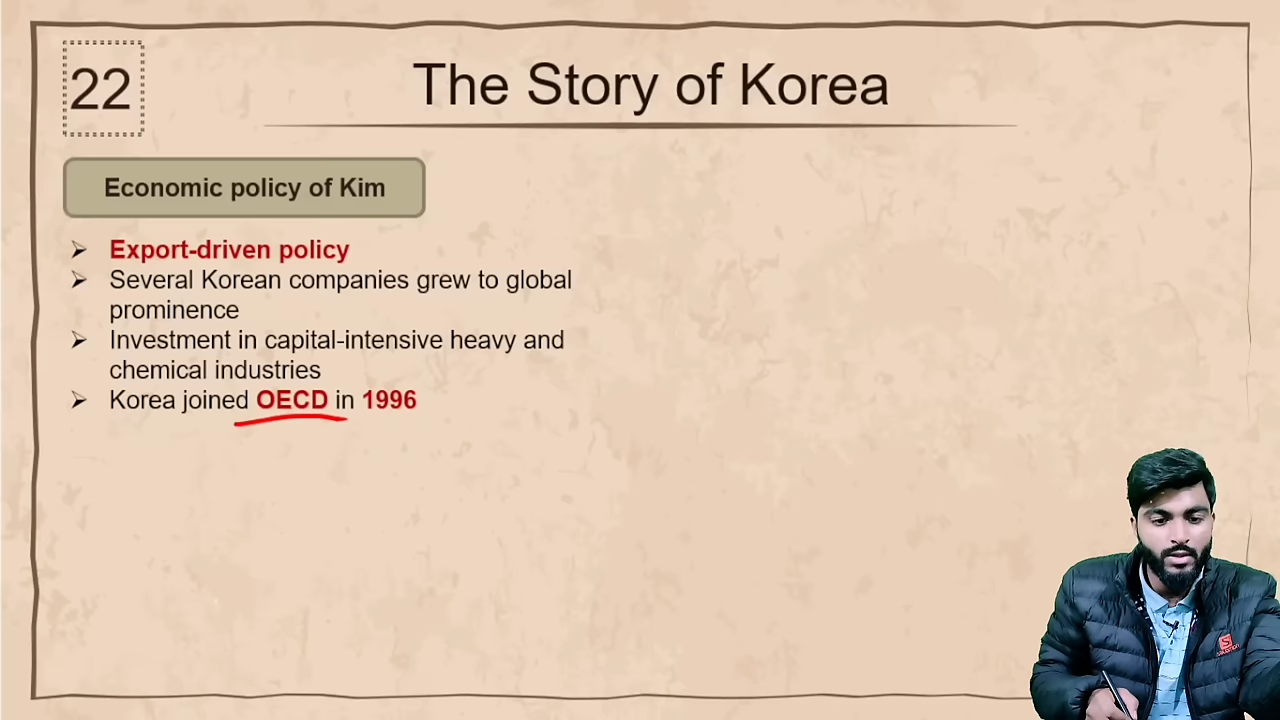 22
The Story of Korea
Economic policy of Kim
Export-driven policy
Several Korean companies grew to global
prominence
Investment in capital-intensive heavy and
chemical industries
Korea joined OECD in 1996